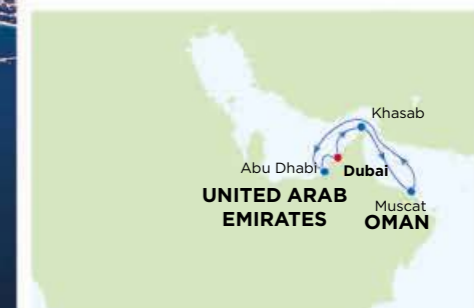 Khasab
Abu Dhabi
Dubai
UNITED ARAB
EMIRATES
Muscat
OMAN